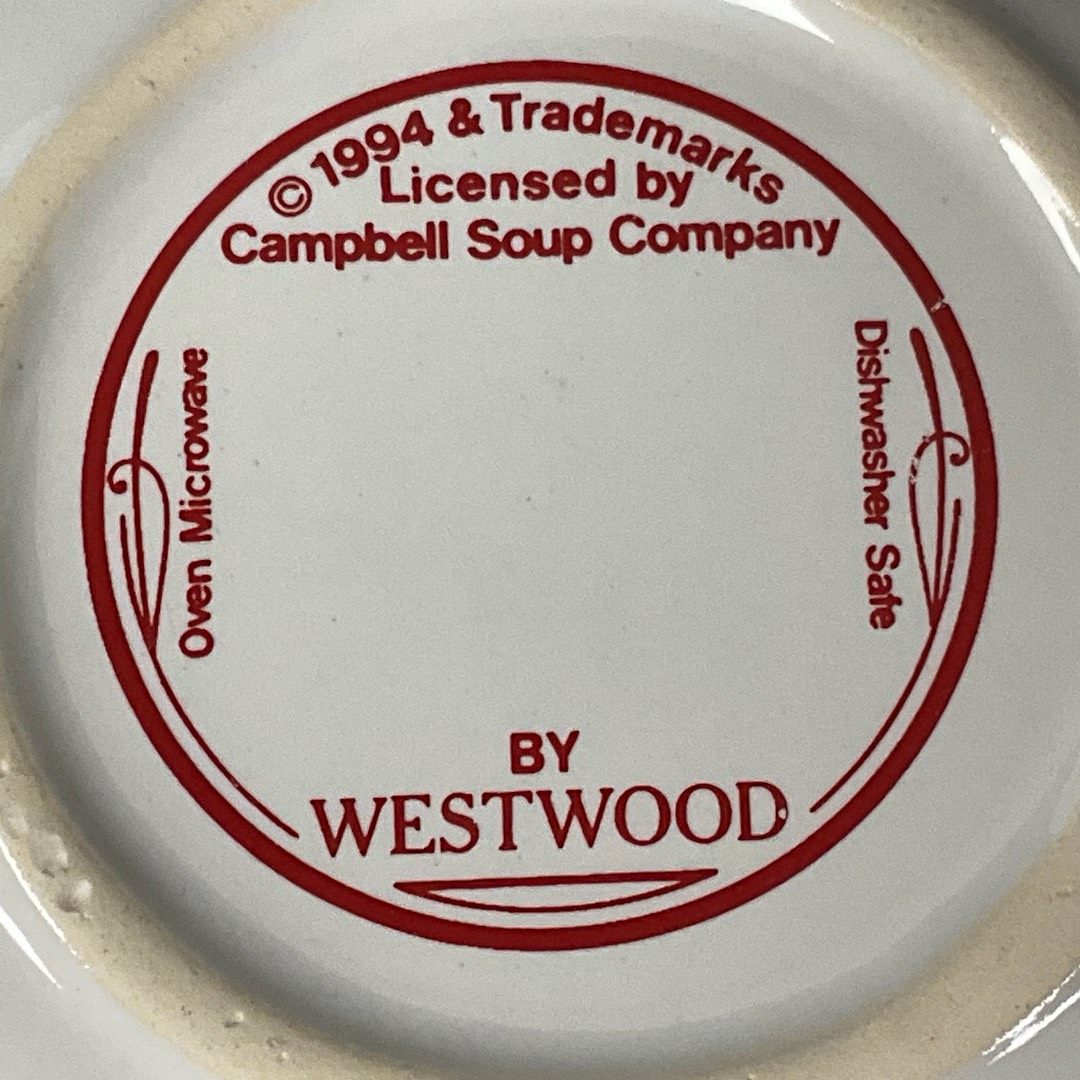 © 1994 & Trademarks
Licensed by
Campbell Soup Company
Oven Microwave
Dishwasher Safe
BY
WESTWOOD